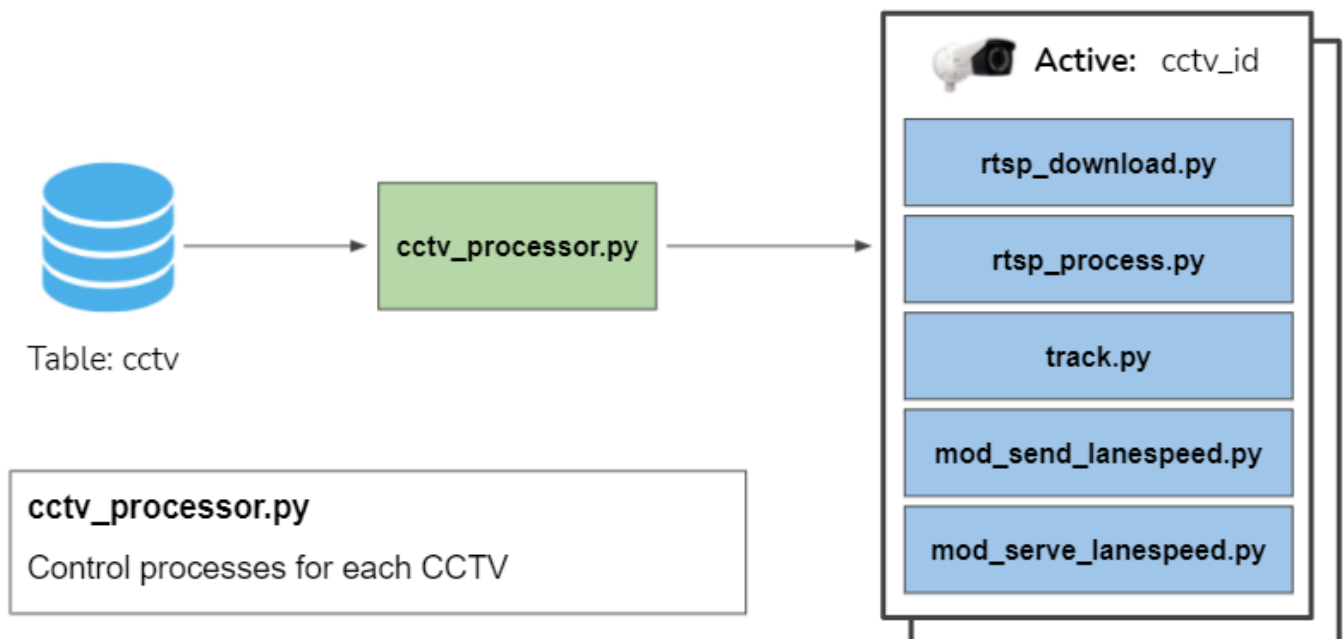 Active: cctv_id
rtsp_download.py
rtsp_process.py
track.py
mod_send_lanespeed.py
mod_serve_lanespeed.py
cctv_processor.py
Table: cctv
cctv_processor.py
Control processes for each CCTV